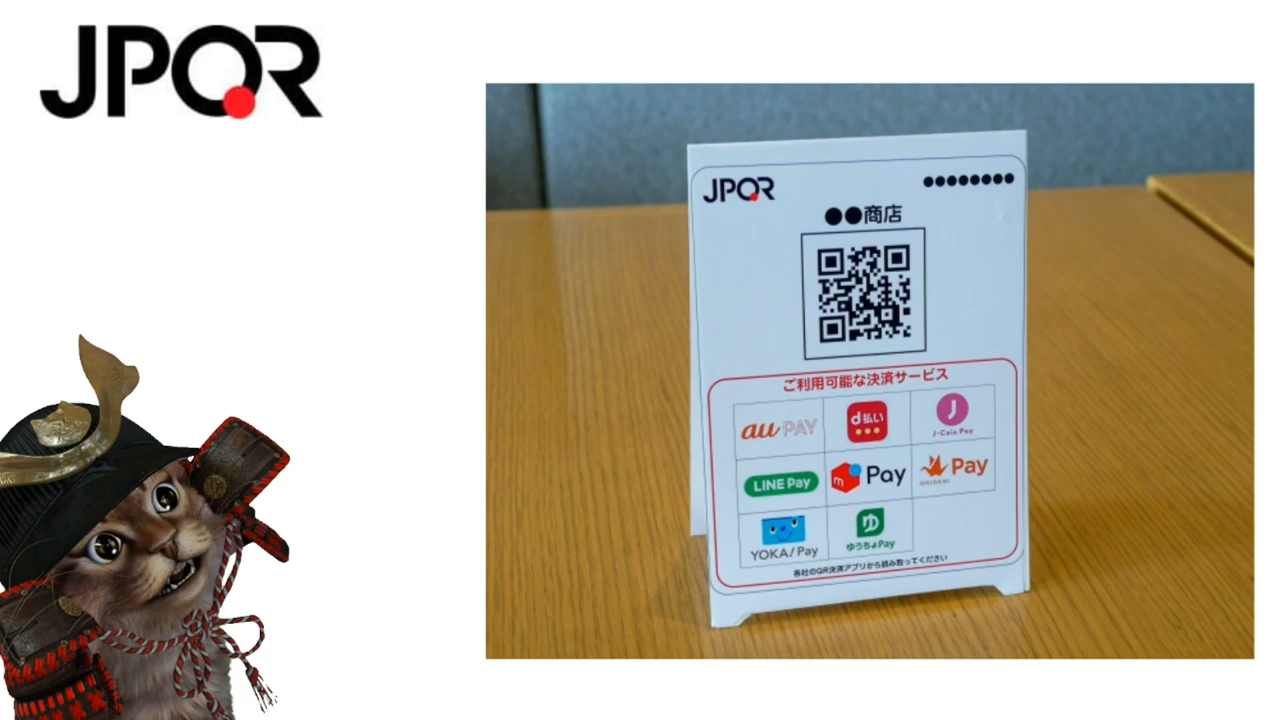 JPQR
JPQR ●●●●●●●●
●●商店
ご利用可能な決済サービス
au PAY
d払い
J-Coin Pay
LINE Pay
m Pay
ORIGAMI Pay
YOKA!Pay
ゆ ゆうちょPay
各社のQR決済アプリから読み取ってください